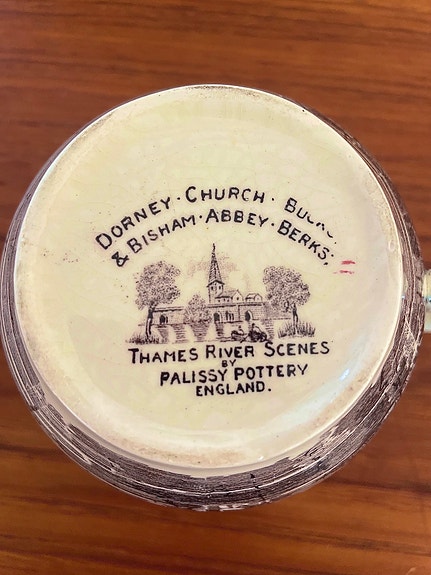 DORNEY · CHURCH ·
& BISHAM · ABBEY · BERKS;
THAMES RIVER SCENES
BY
PALISSY POTTERY
ENGLAND.